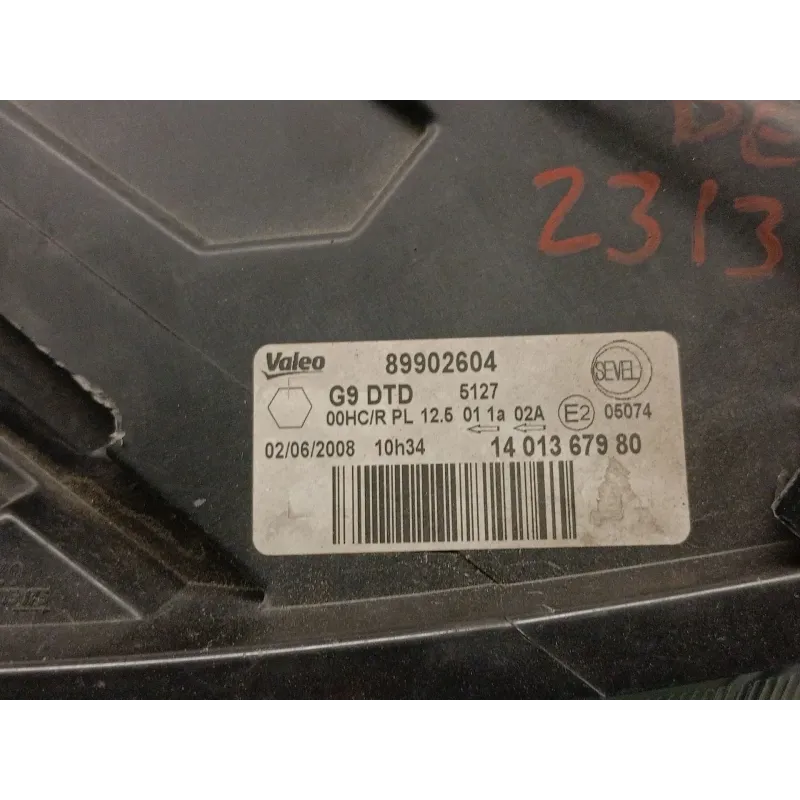 DE
2313
Valeo 89902604
SEVEL
G9 DTD 5127
00HC/R PL 12.5 01 1a 02A E2 05074
02/06/2008 10h34 14 013 679 80
L